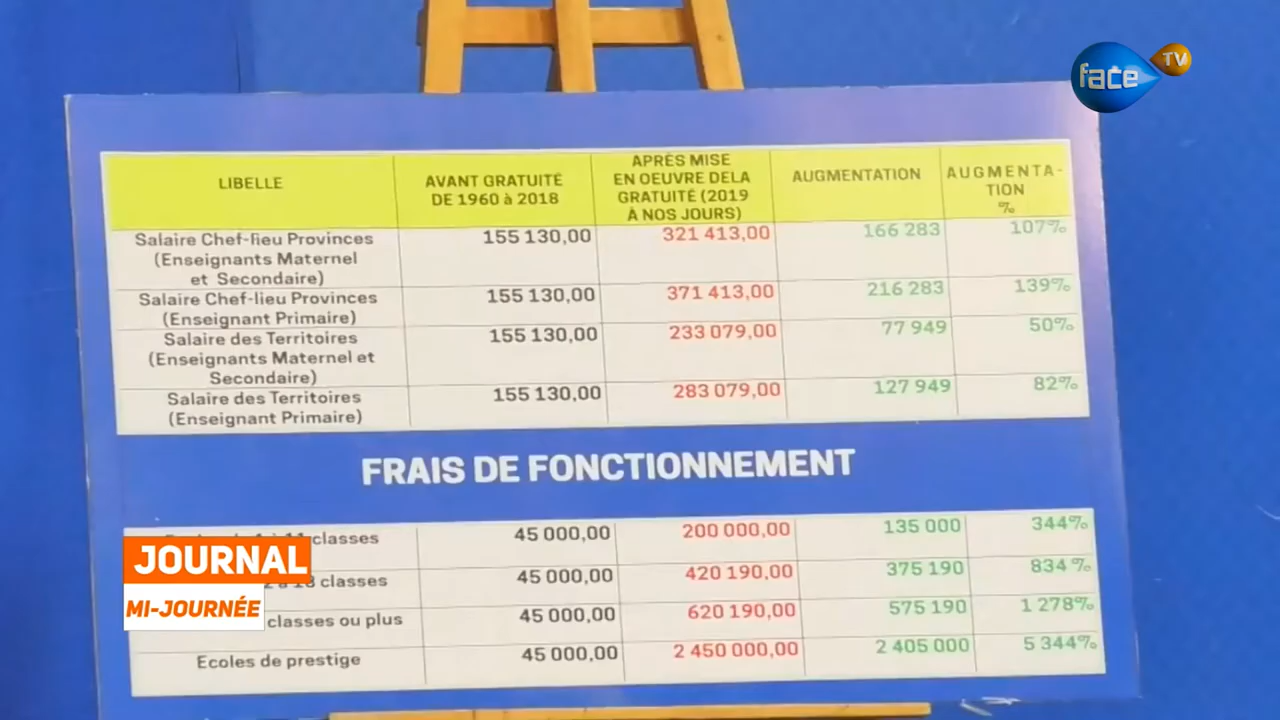 face TV
LIBELLE
AVANT GRATUITÉ
DE 1960 à 2018
APRÈS MISE
EN OEUVRE DELA
GRATUITÉ (2019
À NOS JOURS)
AUGMENTATION
AUGMENTA-
TION
%
Salaire Chef-lieu Provinces
(Enseignants Maternel
et Secondaire)
155 130,00
321 413,00
166 283
107%
Salaire Chef-lieu Provinces
(Enseignant Primaire)
155 130,00
371 413,00
216 283
139%
Salaire des Territoires
(Enseignants Maternel et
Secondaire)
155 130,00
233 079,00
77 949
50%
Salaire des Territoires
(Enseignant Primaire)
155 130,00
283 079,00
127 949
82%
FRAIS DE FONCTIONNEMENT
classes
45 000,00
200 000,00
135 000
344%
classes
45 000,00
420 190,00
375 190
834 %
classes ou plus
45 000,00
620 190,00
575 190
1 278%
Ecoles de prestige
45 000,00
2 450 000,00
2 405 000
5 344%
JOURNAL
MI-JOURNÉE